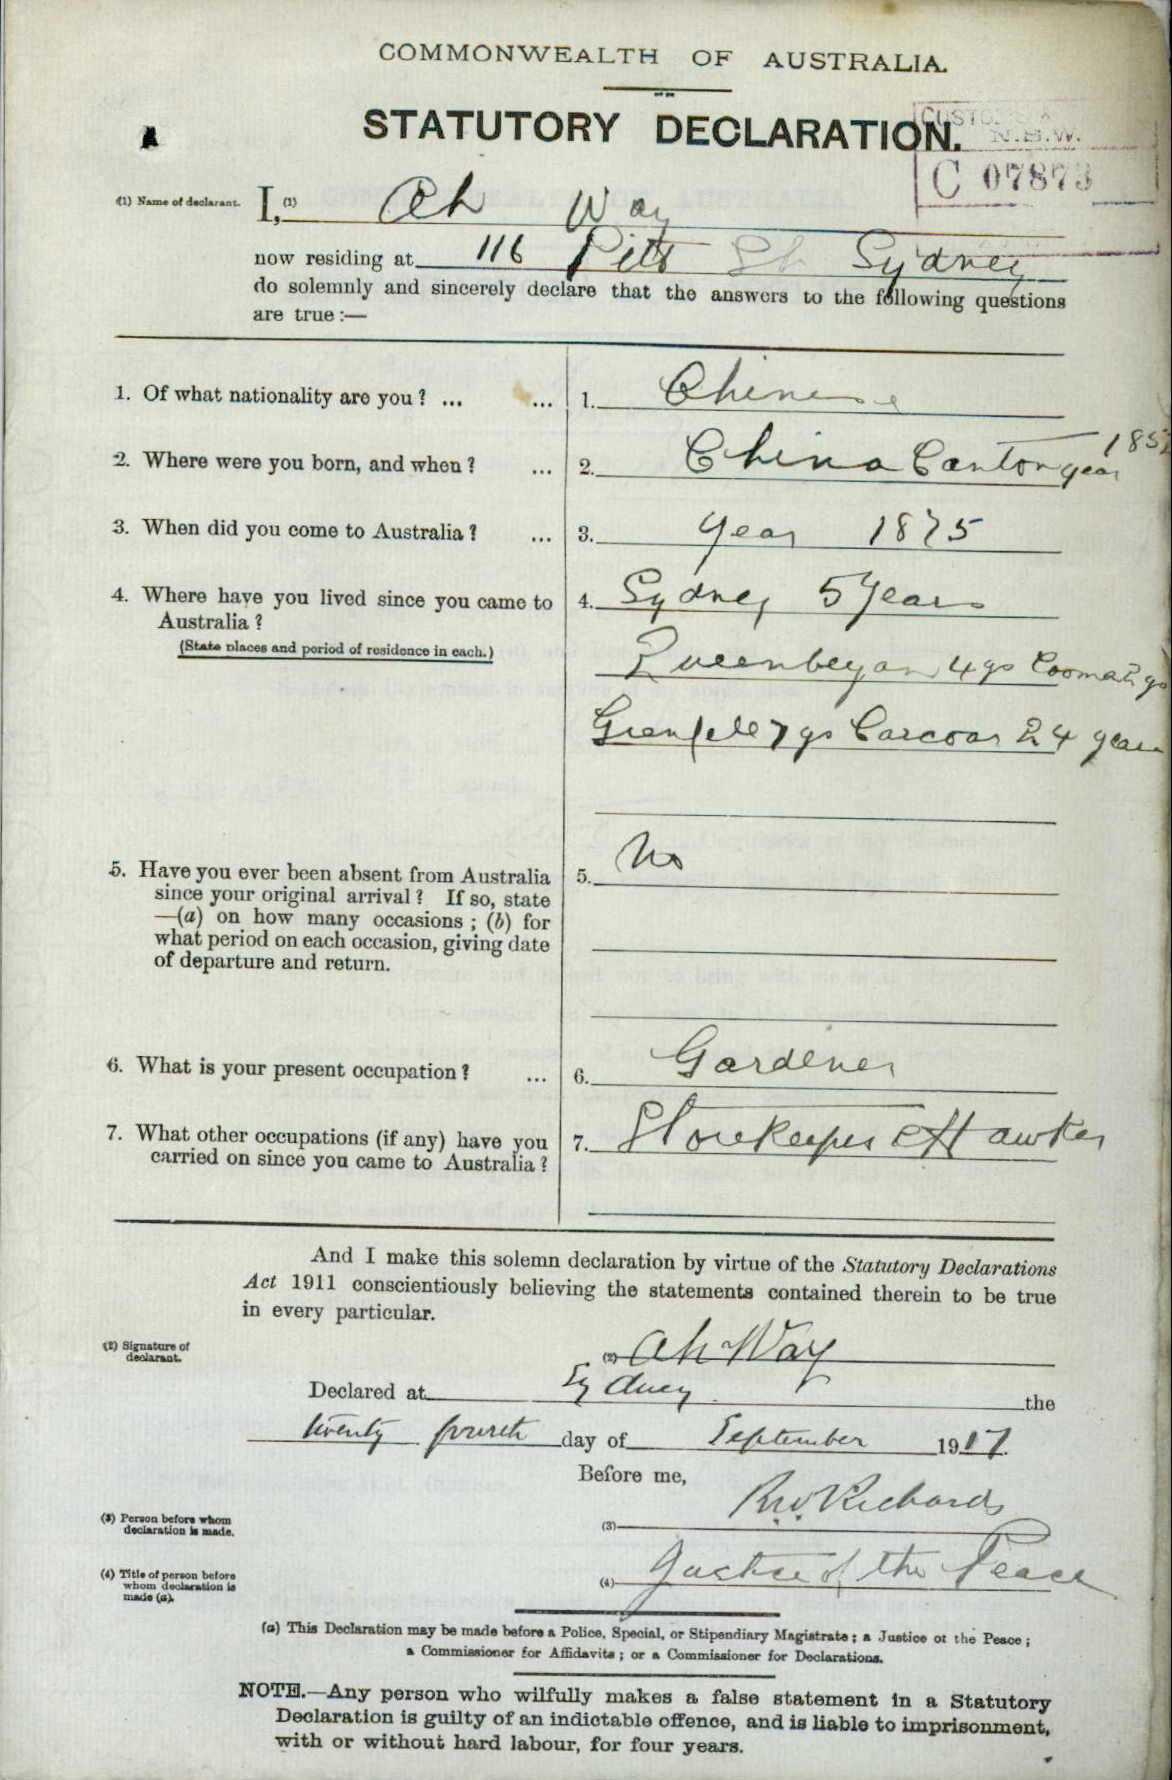 COMMONWEALTH OF AUSTRALIA.
STATUTORY DECLARATION.
CUSTOMS
N.S.W.
C 07873
(1) Name of declarant. I, (1) Ah Way
now residing at 116 Pitt St Sydney
do solemnly and sincerely declare that the answers to the following questions
are true :—
1. Of what nationality are you ? ... ... 1. Chinese
2. Where were you born, and when ? ... 2. China Canton year 1852
3. When did you come to Australia ? ... 3. year 1875
4. Where have you lived since you came to 4. Sydney 5 years
Australia ?
(State places and period of residence in each.)
Queenbeyan 4 ys Cooma 2 ys
Grenfell 7 ys Carcoar 24 years
5. Have you ever been absent from Australia 5. No
since your original arrival ? If so, state
—(a) on how many occasions ; (b) for
what period on each occasion, giving date
of departure and return.
6. What is your present occupation ? ... 6. Gardener
7. What other occupations (if any) have you 7. Storekeeper & Hawker
carried on since you came to Australia ?
And I make this solemn declaration by virtue of the Statutory Declarations
Act 1911 conscientiously believing the statements contained therein to be true
in every particular.
(2) Signature of
declarant.
(2) Ah Way
Declared at Sydney the
twenty fourth day of September 1917.
Before me,
(3) Person before whom
declaration is made.
(3) R.W. Richards
(4) Title of person before
whom declaration is
made (a).
(4) Justice of the Peace
(a) This Declaration may be made before a Police, Special, or Stipendiary Magistrate ; a Justice of the Peace ;
a Commissioner for Affidavits ; or a Commissioner for Declarations.
NOTE.—Any person who wilfully makes a false statement in a Statutory
Declaration is guilty of an indictable offence, and is liable to imprisonment,
with or without hard labour, for four years.